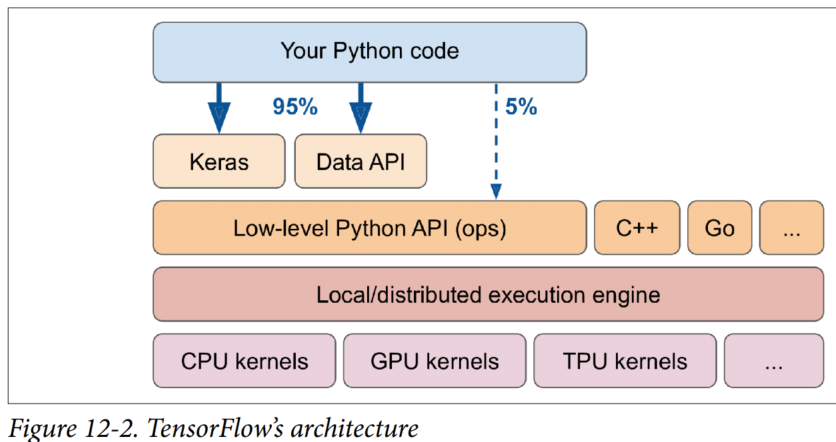 Your Python code
95% 5%
Keras Data API
Low-level Python API (ops) C++ Go ...
Local/distributed execution engine
CPU kernels GPU kernels TPU kernels ...
Figure 12-2. TensorFlow’s architecture